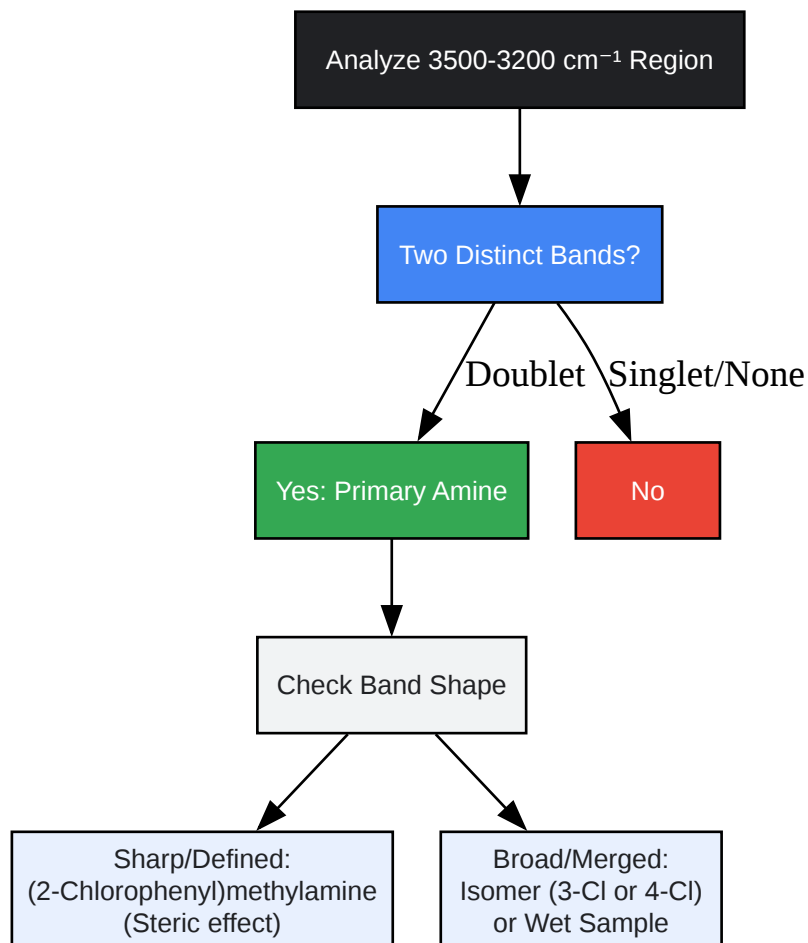 Analyze 3500-3200 cm⁻¹ Region
Two Distinct Bands?
Doublet
Singlet/None
Yes: Primary Amine
No
Check Band Shape
Sharp/Defined:
(2-Chlorophenyl)methylamine
(Steric effect)
Broad/Merged:
Isomer (3-Cl or 4-Cl)
or Wet Sample